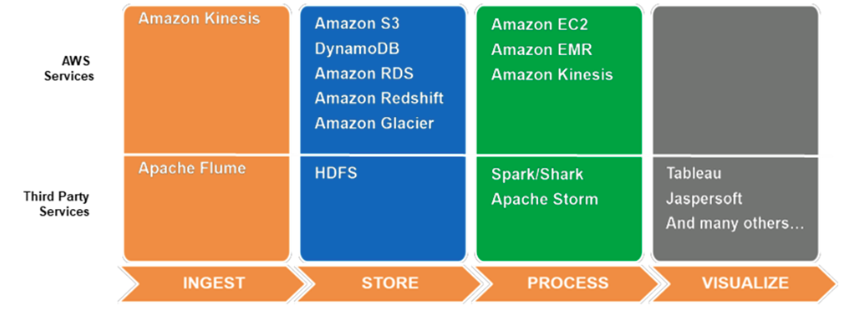 AWS
Services
Amazon Kinesis
Amazon S3
DynamoDB
Amazon RDS
Amazon Redshift
Amazon Glacier
Amazon EC2
Amazon EMR
Amazon Kinesis
Third Party
Services
Apache Flume
HDFS
Spark/Shark
Apache Storm
Tableau
Jaspersoft
And many others...
INGEST
STORE
PROCESS
VISUALIZE